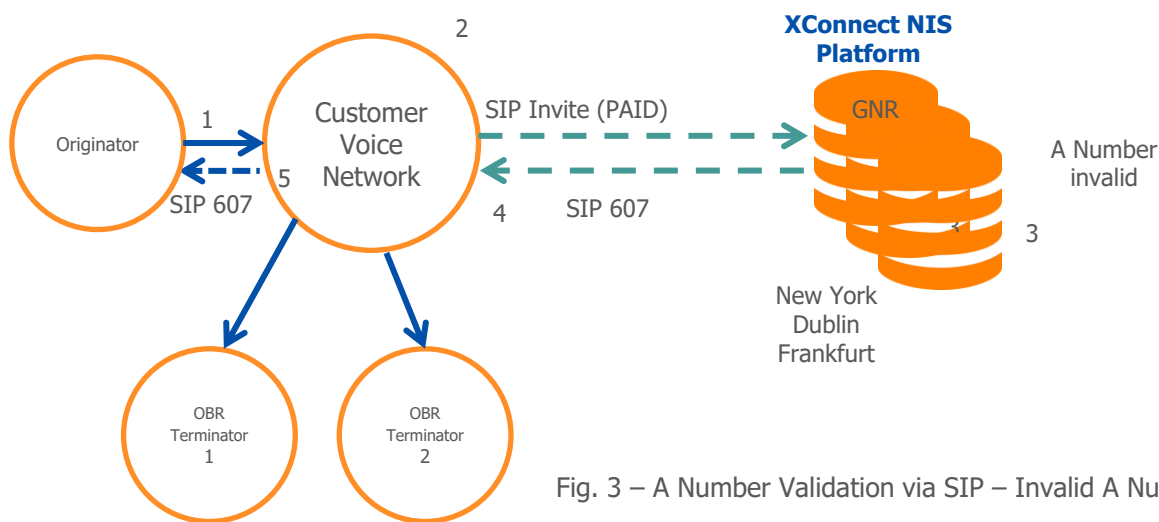 XConnect NIS
Platform
2
1
Originator
Customer
Voice
Network
SIP Invite (PAID)
GNR
A Number
invalid
5
SIP 607
4
SIP 607
3
3
New York
Dublin
Frankfurt
OBR
Terminator
1
OBR
Terminator
2
Fig. 3 – A Number Validation via SIP – Invalid A Nu